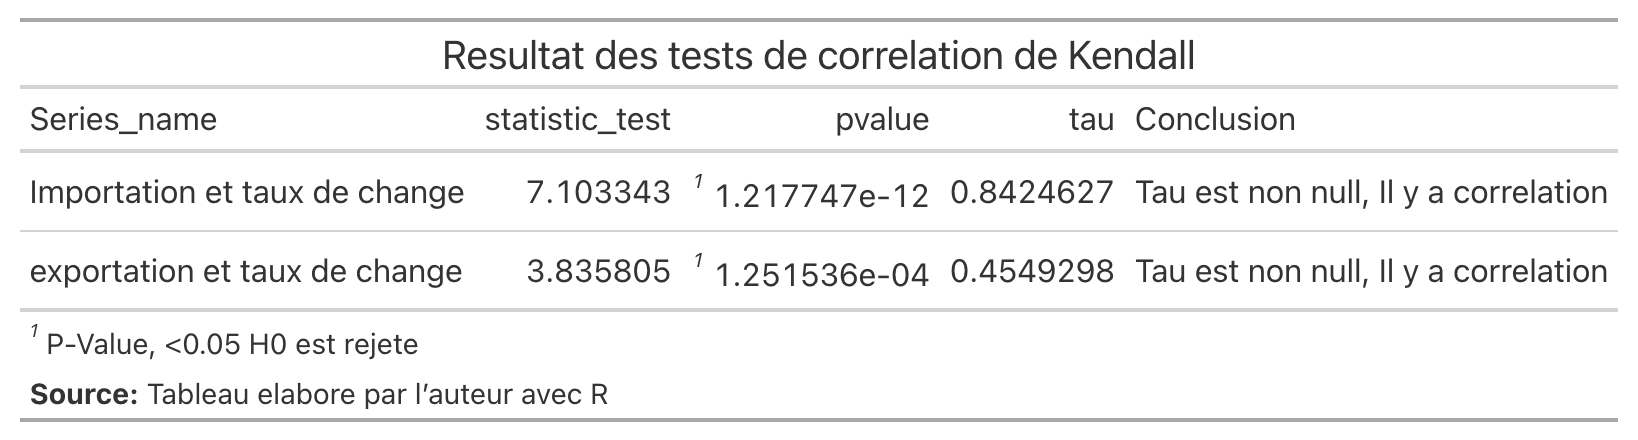 Resultat des tests de correlation de Kendall
Series_name statistic_test pvalue tau Conclusion
Importation et taux de change 7.103343 1 1.217747e-12 0.8424627 Tau est non null, Il y a correlation
exportation et taux de change 3.835805 1 1.251536e-04 0.4549298 Tau est non null, Il y a correlation
1 P-Value, <0.05 H0 est rejete
Source: Tableau elabore par l’auteur avec R